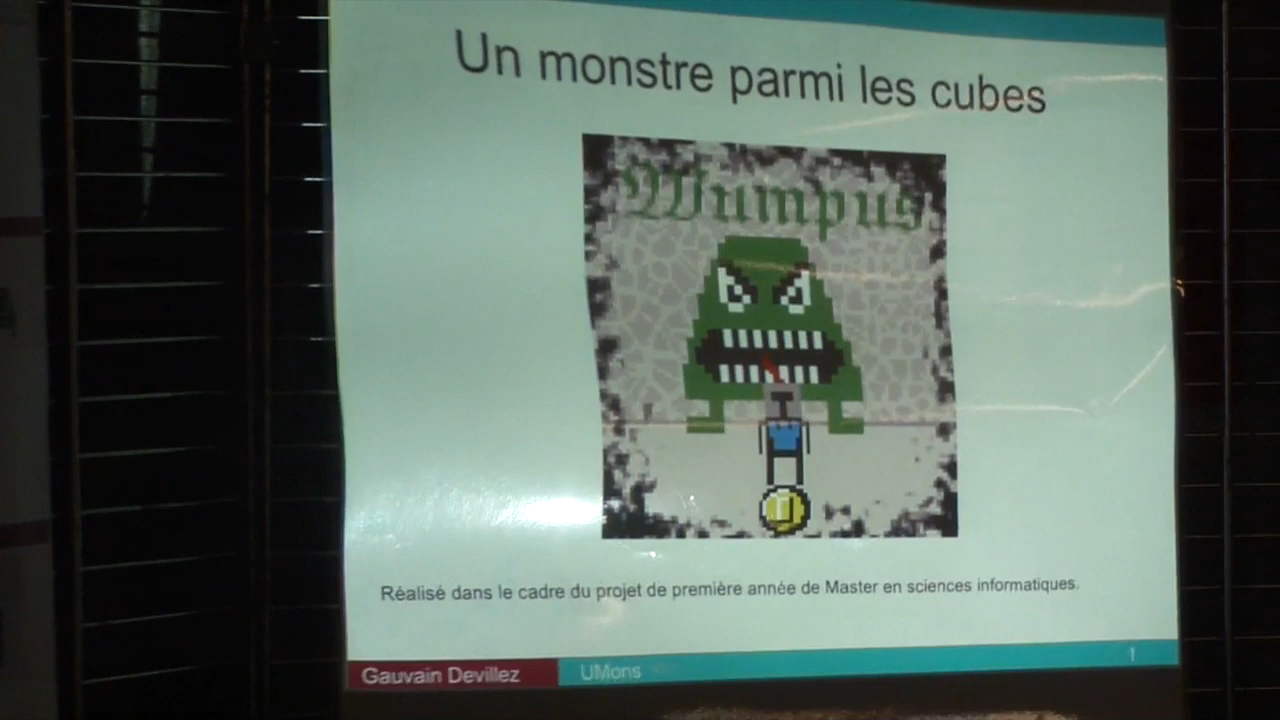 Un monstre parmi les cubes
Wumpus
Réalisé dans le cadre du projet de première année de Master en sciences informatiques.
Gauvain Devillez UMons 1